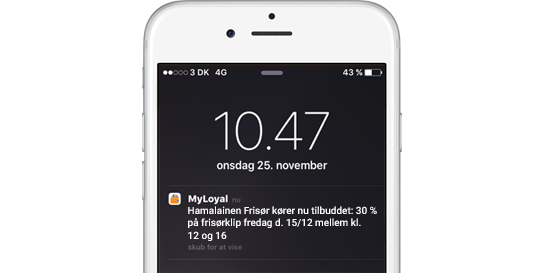 3 DK 4G 43 %
10.47
onsdag 25. november
MyLoyal nu
Hamalainen Frisør kører nu tilbuddet: 30 %
på frisørklip fredag d. 15/12 mellem kl.
12 og 16
skub for at vise